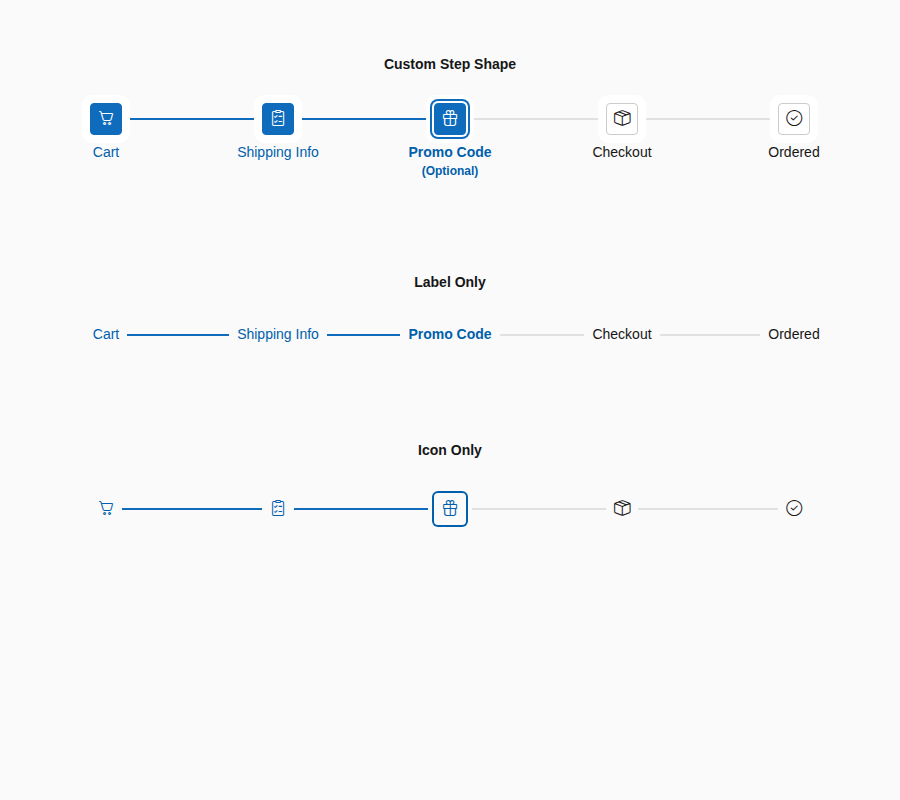 Custom Step Shape
Cart Shipping Info Promo Code Checkout Ordered
(Optional)
Label Only
Cart Shipping Info Promo Code Checkout Ordered
Icon Only